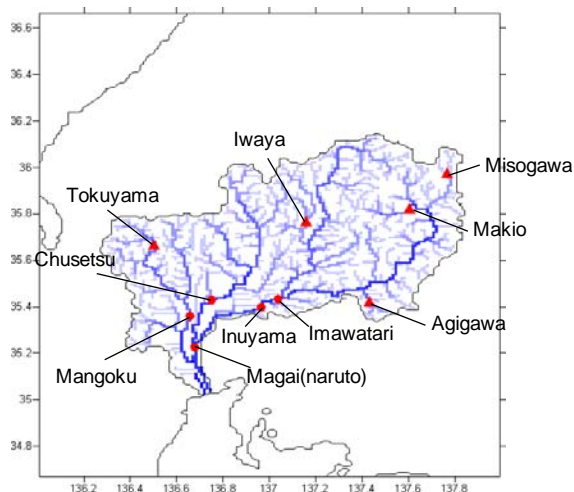 36.6
36.4
36.2
36
35.8
35.6
35.4
35.2
35
34.8
Iwaya
Misogawa
Tokuyama
Makio
Chusetsu
Agigawa
Inuyama
Imawatari
Mangoku
Magai(naruto)
136.2
136.4
136.6
136.8
137
137.2
137.4
137.6
137.8